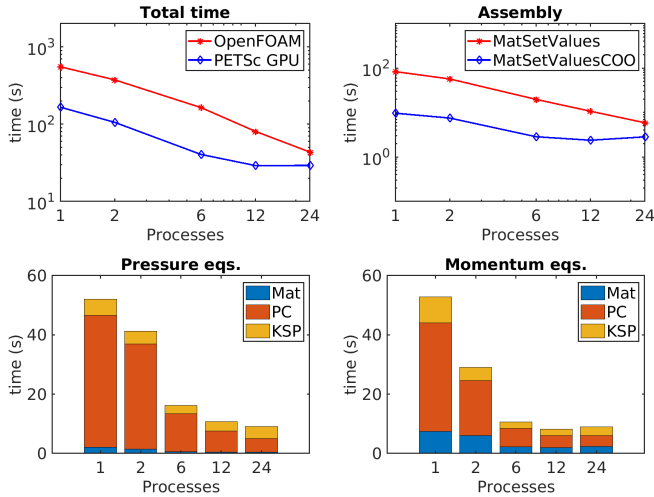 Total time
OpenFOAM
PETSc GPU
time (s)
10^3
10^2
10^1
1 2 6 12 24
Processes
Assembly
MatSetValues
MatSetValuesCOO
time (s)
10^2
10^0
1 2 6 12 24
Processes
Pressure eqs.
Mat
PC
KSP
time (s)
60
40
20
0
1 2 6 12 24
Processes
Momentum eqs.
Mat
PC
KSP
time (s)
60
40
20
0
1 2 6 12 24
Processes